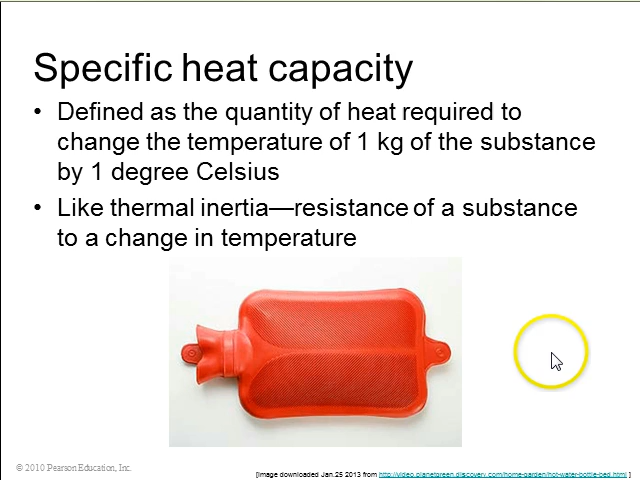 Specific heat capacity
• Defined as the quantity of heat required to
change the temperature of 1 kg of the substance
by 1 degree Celsius
• Like thermal inertia—resistance of a substance
to a change in temperature
© 2010 Pearson Education, Inc.
[image downloaded Jan.25 2013 from http://video.planetgreen.discovery.com/home-garden/hot-water-bottle-bed.html ]